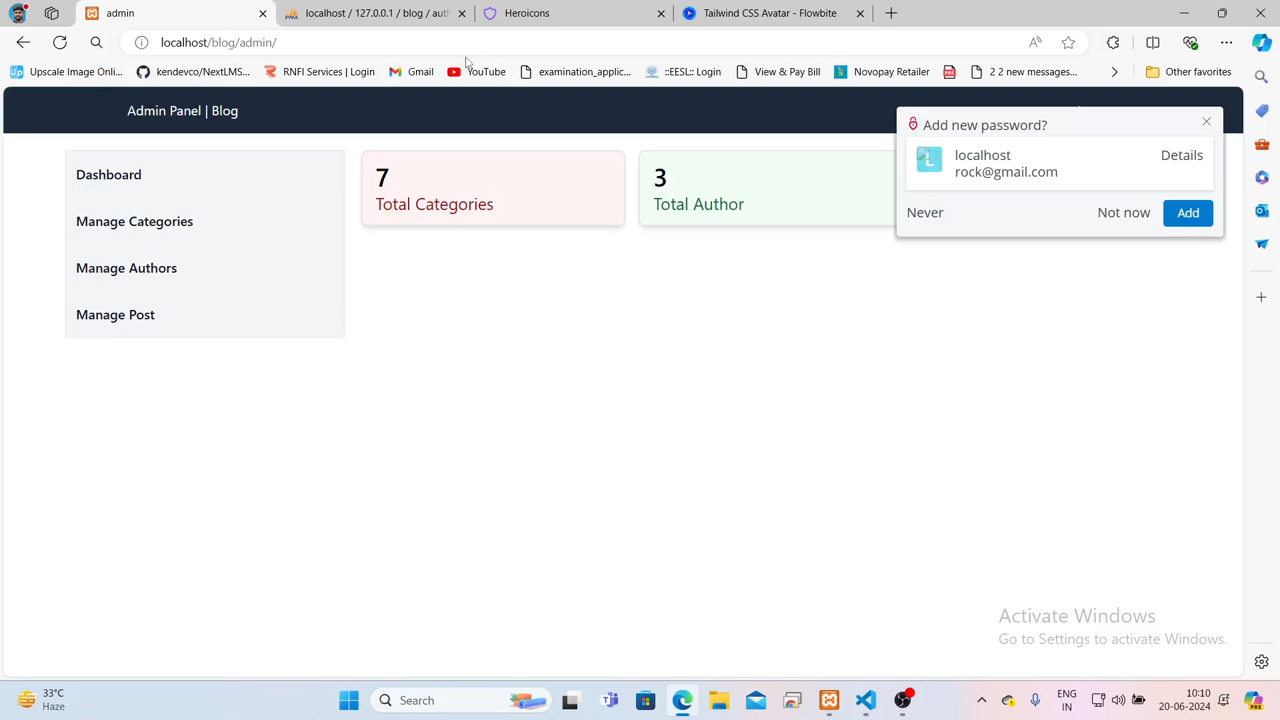 admin
localhost / 127.0.0.1 / blog / auth
Heroicons
Tailwind CSS Avatar - Flowbite
localhost/blog/admin/
Upscale Image Onli...
kendevro/NextLMS...
RNFI Services | Login
Gmail
YouTube
examination_applic...
::EESL:: Login
View & Pay Bill
Novopay Retailer
2 2 new messages...
Other favorites
Admin Panel | Blog
Add new password?
localhost
rock@gmail.com
Details
Never
Not now
Add
Dashboard
Manage Categories
Manage Authors
Manage Post
7
Total Categories
3
Total Author
Activate Windows
Go to Settings to activate Windows.
33°C
Haze
Search
ENG
IN
10:10
20-06-2024